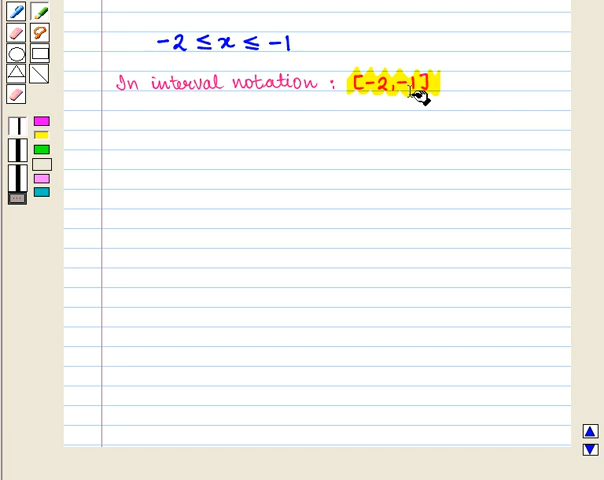 -2 ≤ x ≤ -1
In interval notation : [-2,-1]